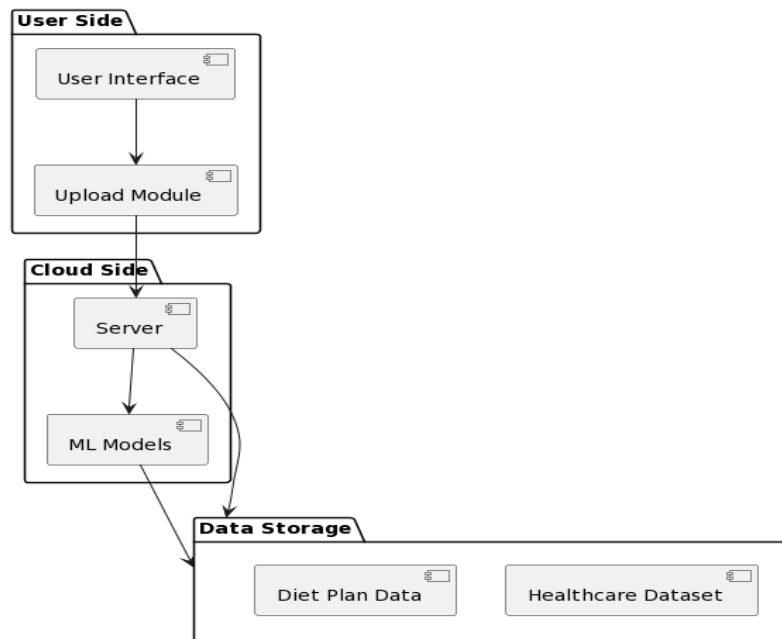 User Side
User Interface
Upload Module
Cloud Side
Server
ML Models
Data Storage
Diet Plan Data
Healthcare Dataset